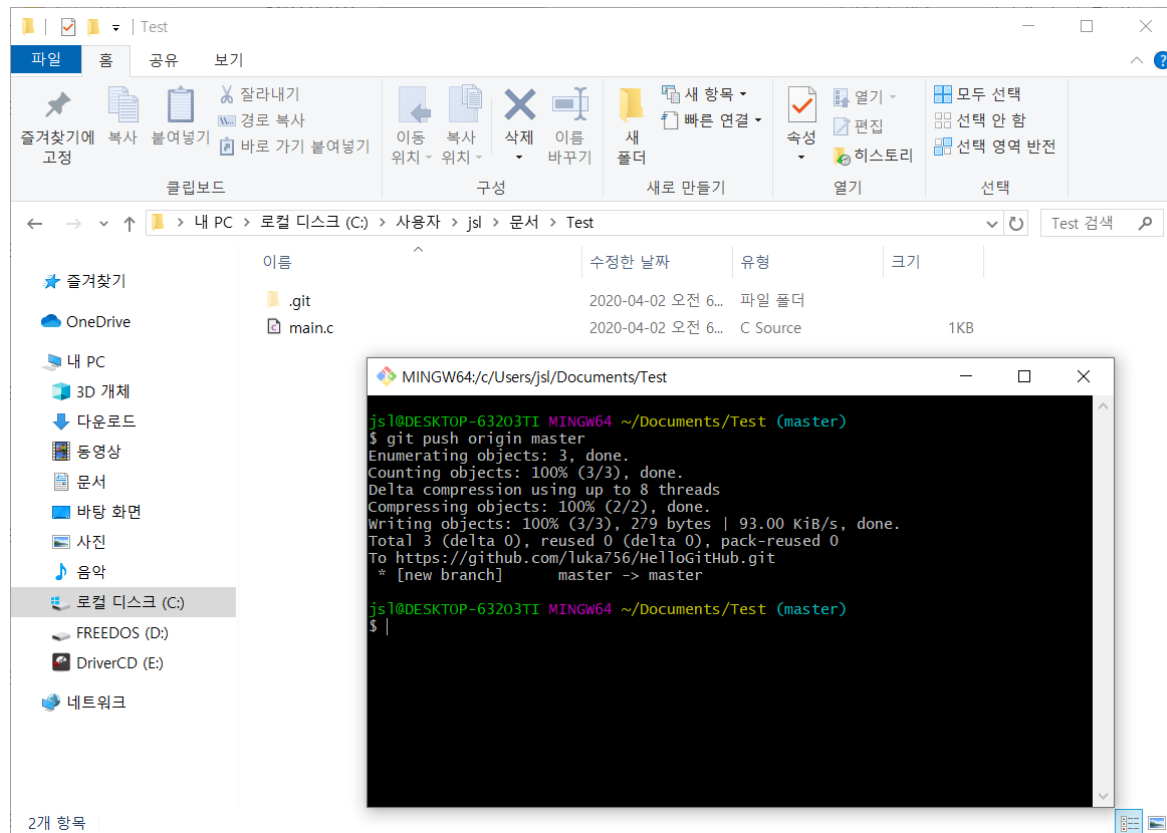 Test
파일 홈 공유 보기
즐겨찾기에
고정
복사
붙여넣기
잘라내기
경로 복사
바로 가기 붙여넣기
클립보드
이동
위치
복사
위치
삭제
이름
바꾸기
구성
새
폴더
새 항목
빠른 연결
새로 만들기
속성
열기
편집
히스토리
열기
모두 선택
선택 안 함
선택 영역 반전
선택
내 PC > 로컬 디스크 (C:) > 사용자 > jsl > 문서 > Test
Test 검색
이름 수정한 날짜 유형 크기
.git 2020-04-02 오전 6... 파일 폴더
main.c 2020-04-02 오전 6... C Source 1KB
즐겨찾기
OneDrive
내 PC
3D 개체
다운로드
동영상
문서
바탕 화면
사진
음악
로컬 디스크 (C:)
FREEDOS (D:)
DriverCD (E:)
네트워크
2개 항목
MINGW64:/c/Users/jsl/Documents/Test
jsl@DESKTOP-632O3TI MINGW64 ~/Documents/Test (master)
$ git push origin master
Enumerating objects: 3, done.
Counting objects: 100% (3/3), done.
Delta compression using up to 8 threads
Compressing objects: 100% (2/2), done.
Writing objects: 100% (3/3), 279 bytes | 93.00 KiB/s, done.
Total 3 (delta 0), reused 0 (delta 0), pack-reused 0
To https://github.com/luka756/HelloGitHub.git
 * [new branch]      master -> master
jsl@DESKTOP-632O3TI MINGW64 ~/Documents/Test (master)
$